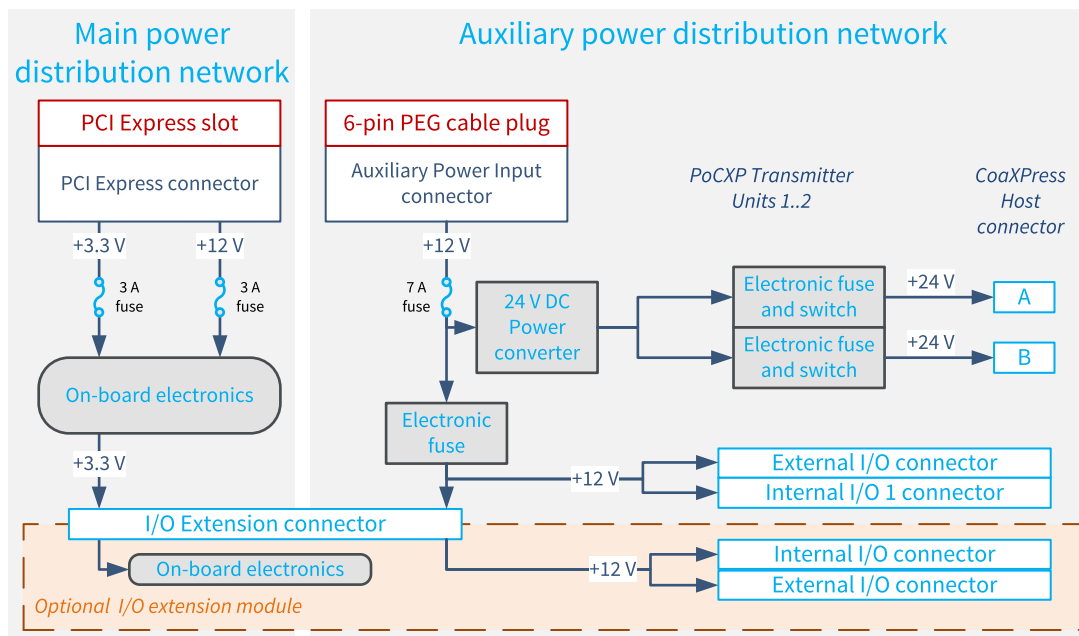 Main power
distribution network
PCI Express slot
PCI Express connector
+3.3 V
+12 V
3 A
fuse
3 A
fuse
On-board electronics
+3.3 V
Auxiliary power distribution network
6-pin PEG cable plug
Auxiliary Power Input
connector
+12 V
7 A
fuse
24 V DC
Power
converter
PoCXP Transmitter
Units 1..2
CoaXPress
Host
connector
Electronic fuse
and switch
+24 V
A
Electronic fuse
and switch
+24 V
B
Electronic
fuse
+12 V
External I/O connector
Internal I/O 1 connector
I/O Extension connector
On-board electronics
+12 V
Internal I/O connector
External I/O connector
Optional I/O extension module